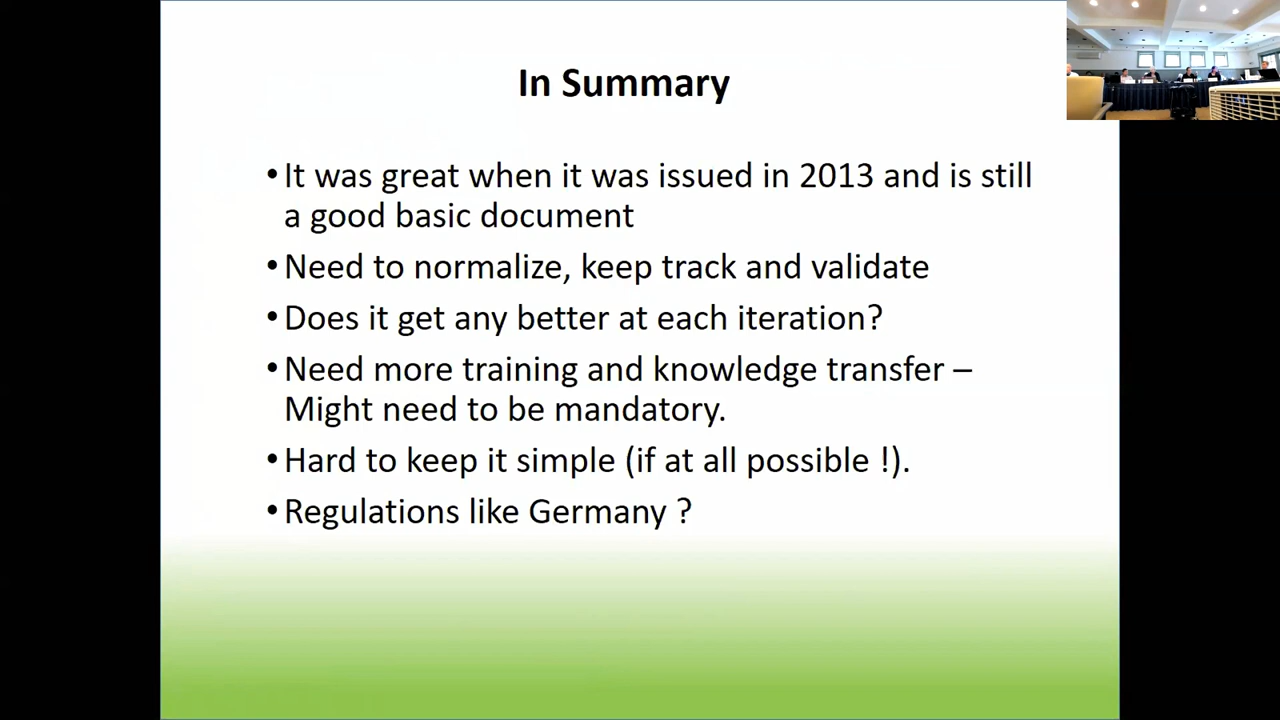 In Summary
• It was great when it was issued in 2013 and is still
a good basic document
• Need to normalize, keep track and validate
• Does it get any better at each iteration?
• Need more training and knowledge transfer –
Might need to be mandatory.
• Hard to keep it simple (if at all possible !).
• Regulations like Germany ?